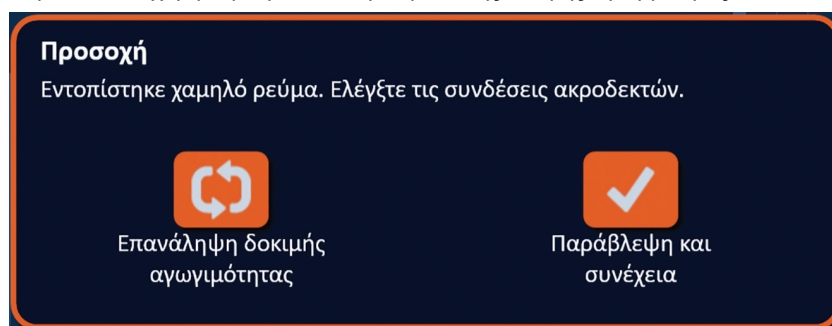 Προσοχή
Εντοπίστηκε χαμηλό ρεύμα. Ελέγξτε τις συνδέσεις ακροδεκτών.
Επανάληψη δοκιμής
αγωγιμότητας
Παράβλεψη και
συνέχεια